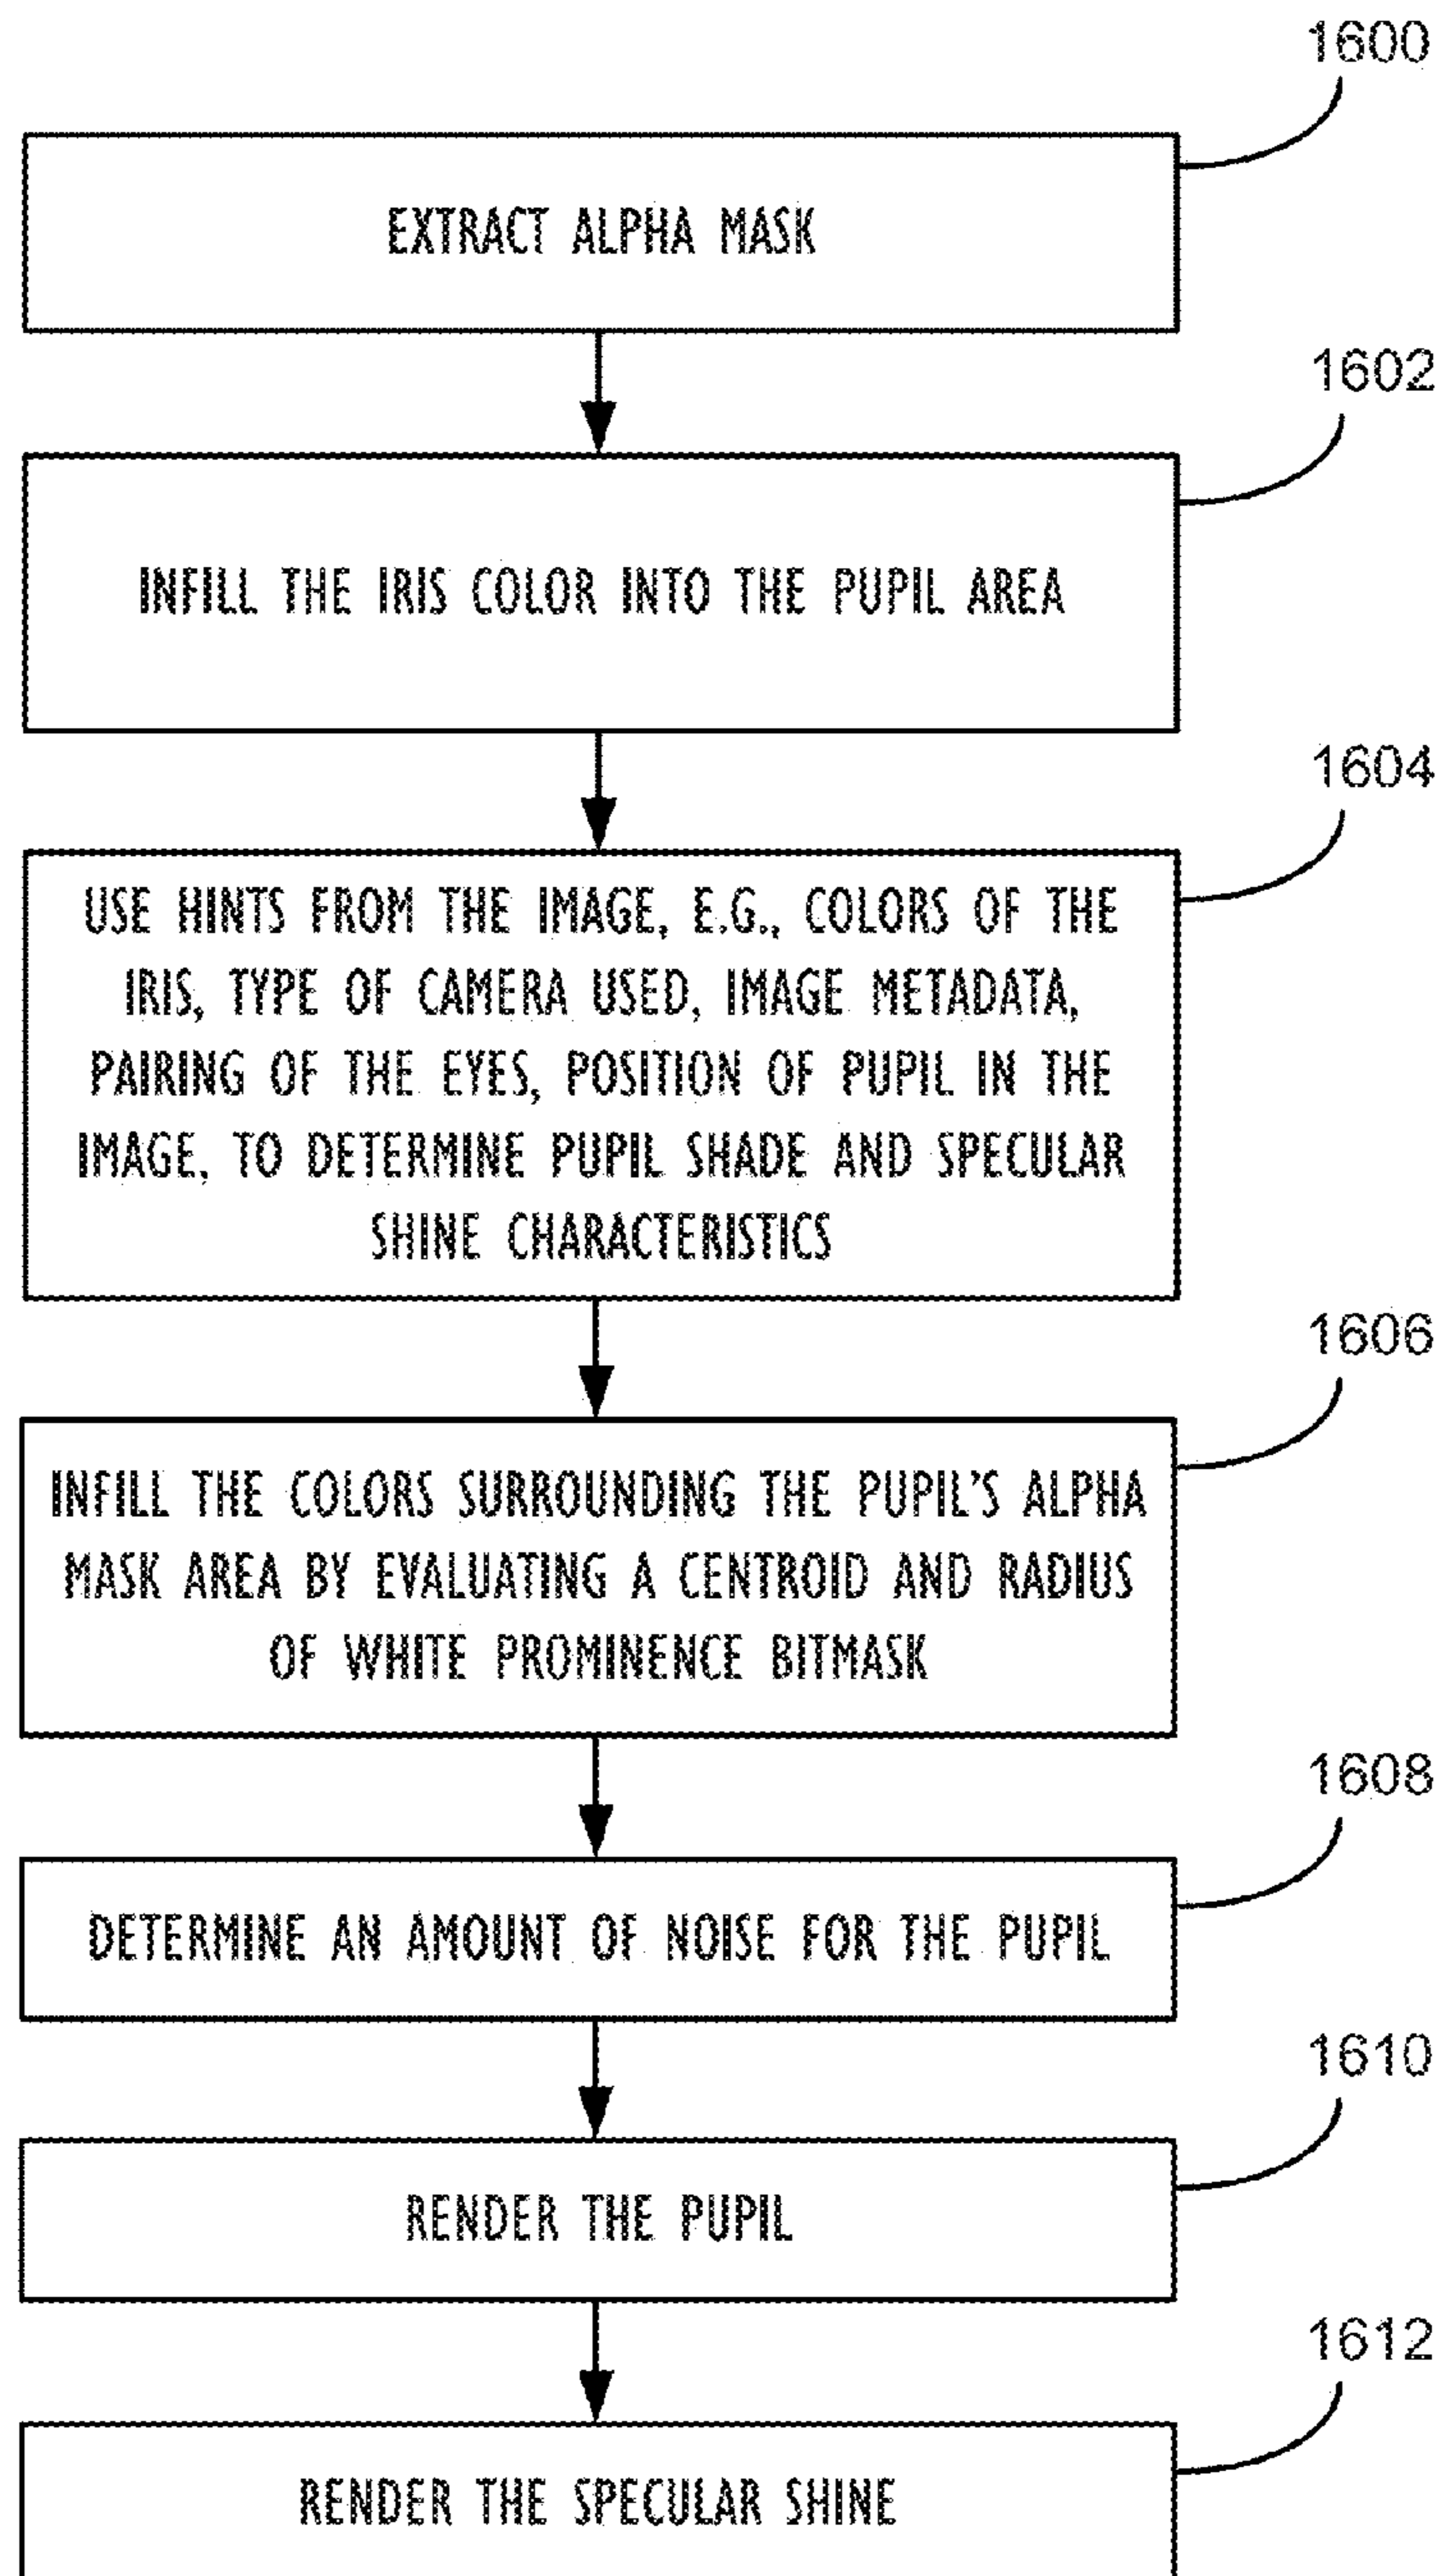 1600
EXTRACT ALPHA MASK
1602
INFILL THE IRIS COLOR INTO THE PUPIL AREA
1604
USE HINTS FROM THE IMAGE, E.G., COLORS OF THE
IRIS, TYPE OF CAMERA USED, IMAGE METADATA,
PAIRING OF THE EYES, POSITION OF PUPIL IN THE
IMAGE, TO DETERMINE PUPIL SHADE AND SPECULAR
SHINE CHARACTERISTICS
1606
INFILL THE COLORS SURROUNDING THE PUPIL'S ALPHA
MASK AREA BY EVALUATING A CENTROID AND RADIUS
OF WHITE PROMINENCE BITMASK
1608
DETERMINE AN AMOUNT OF NOISE FOR THE PUPIL
1610
RENDER THE PUPIL
1612
RENDER THE SPECULAR SHINE